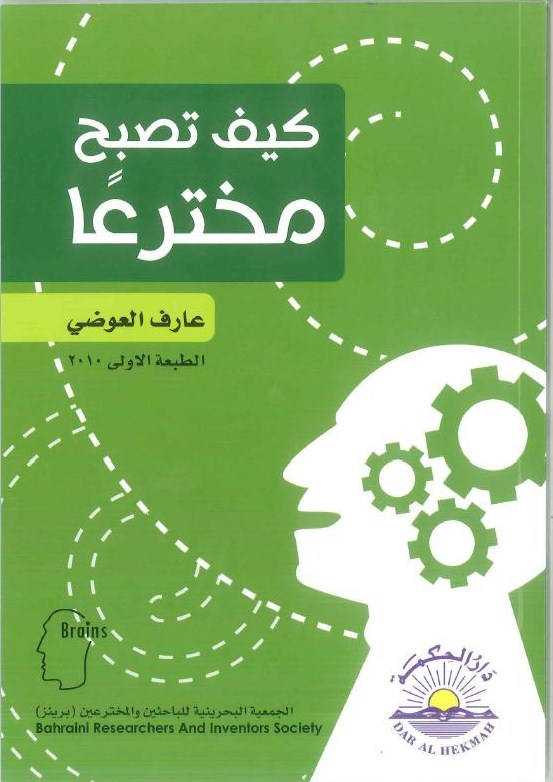 كيف تصبح
مخترعًا
عارف العوضي
الطبعة الاولى ٢٠١٠
Brains
الجمعية البحرينية للباحثين والمخترعين (برينز)
Bahraini Researchers And Inventors Society
دار الحكمة
DAR AL HEKMAH